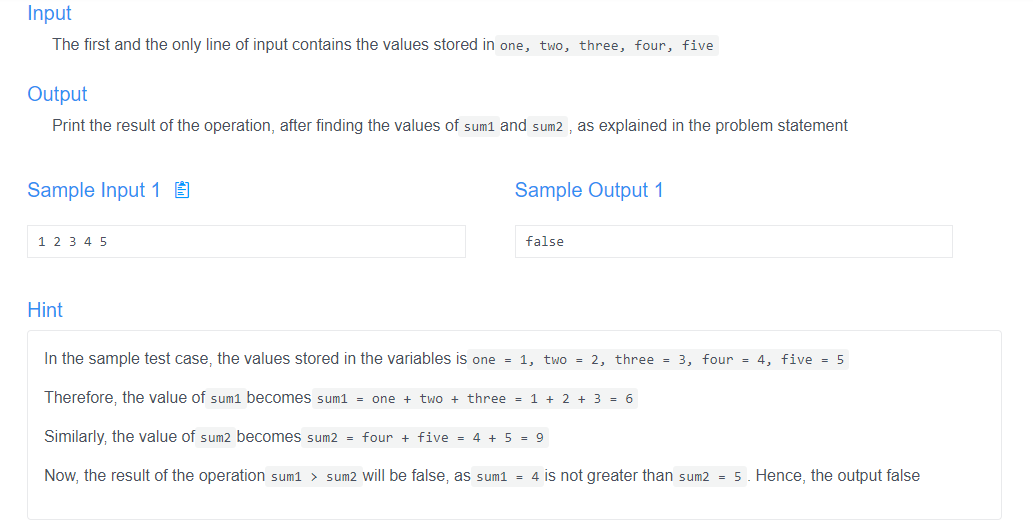 Input
The first and the only line of input contains the values stored in one, two, three, four, five
Output
Print the result of the operation, after finding the values of sum1 and sum2 , as explained in the problem statement
Sample Input 1
Sample Output 1
1 2 3 4 5
false
Hint
In the sample test case, the values stored in the variables is one = 1, two = 2, three = 3, four = 4, five = 5
Therefore, the value of sum1 becomes sum1 = one + two + three = 1 + 2 + 3 = 6
Similarly, the value of sum2 becomes sum2 = four + five = 4 + 5 = 9
Now, the result of the operation sum1 > sum2 will be false, as sum1 = 4 is not greater than sum2 = 5 . Hence, the output false